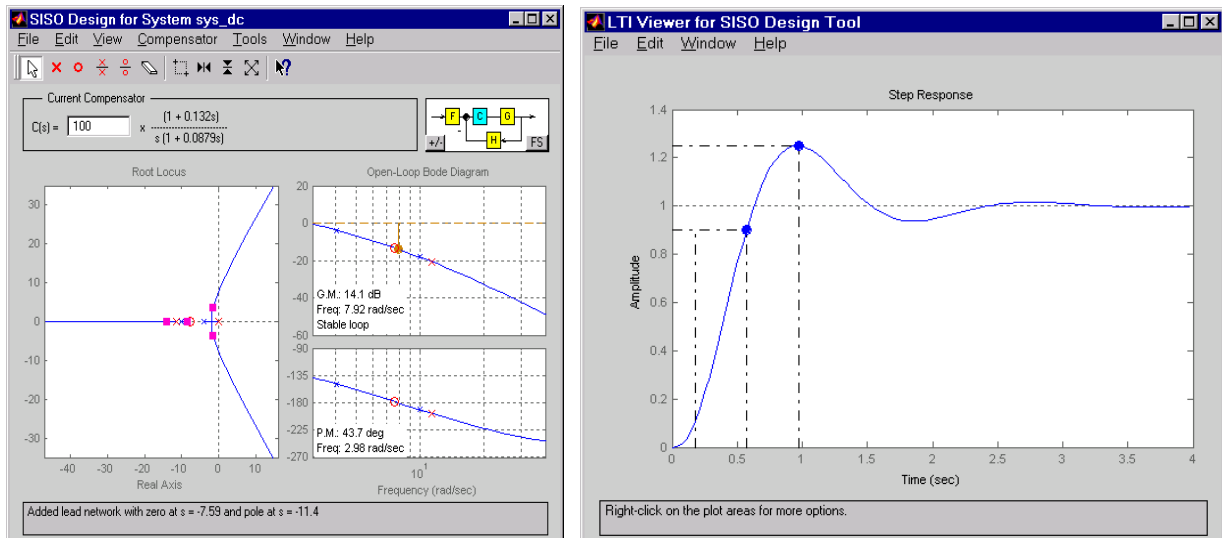 SISO Design for System sys_dc
File Edit View Compensator Tools Window Help
Current Compensator
C(s) = 100 x (1 + 0.132s)
s (1 + 0.0879s)
F C G
H
+/- FS
Root Locus
30
20
10
0
-10
-20
-30
-40 -30 -20 -10 0 10
Real Axis
Open-Loop Bode Diagram
20
0
-20
-40
-60
G.M.: 14.1 dB
Freq: 7.92 rad/sec
Stable loop
-90
-135
-180
-225
-270
P.M.: 43.7 deg
Freq: 2.98 rad/sec
10^1
Frequency (rad/sec)
Added lead network with zero at s = -7.59 and pole at s = -11.4
LTI Viewer for SISO Design Tool
File Edit Window Help
Step Response
1.4
1.2
1
0.8
0.6
0.4
0.2
0
Amplitude
0 0.5 1 1.5 2 2.5 3 3.5 4
Time (sec)
Right-click on the plot areas for more options.